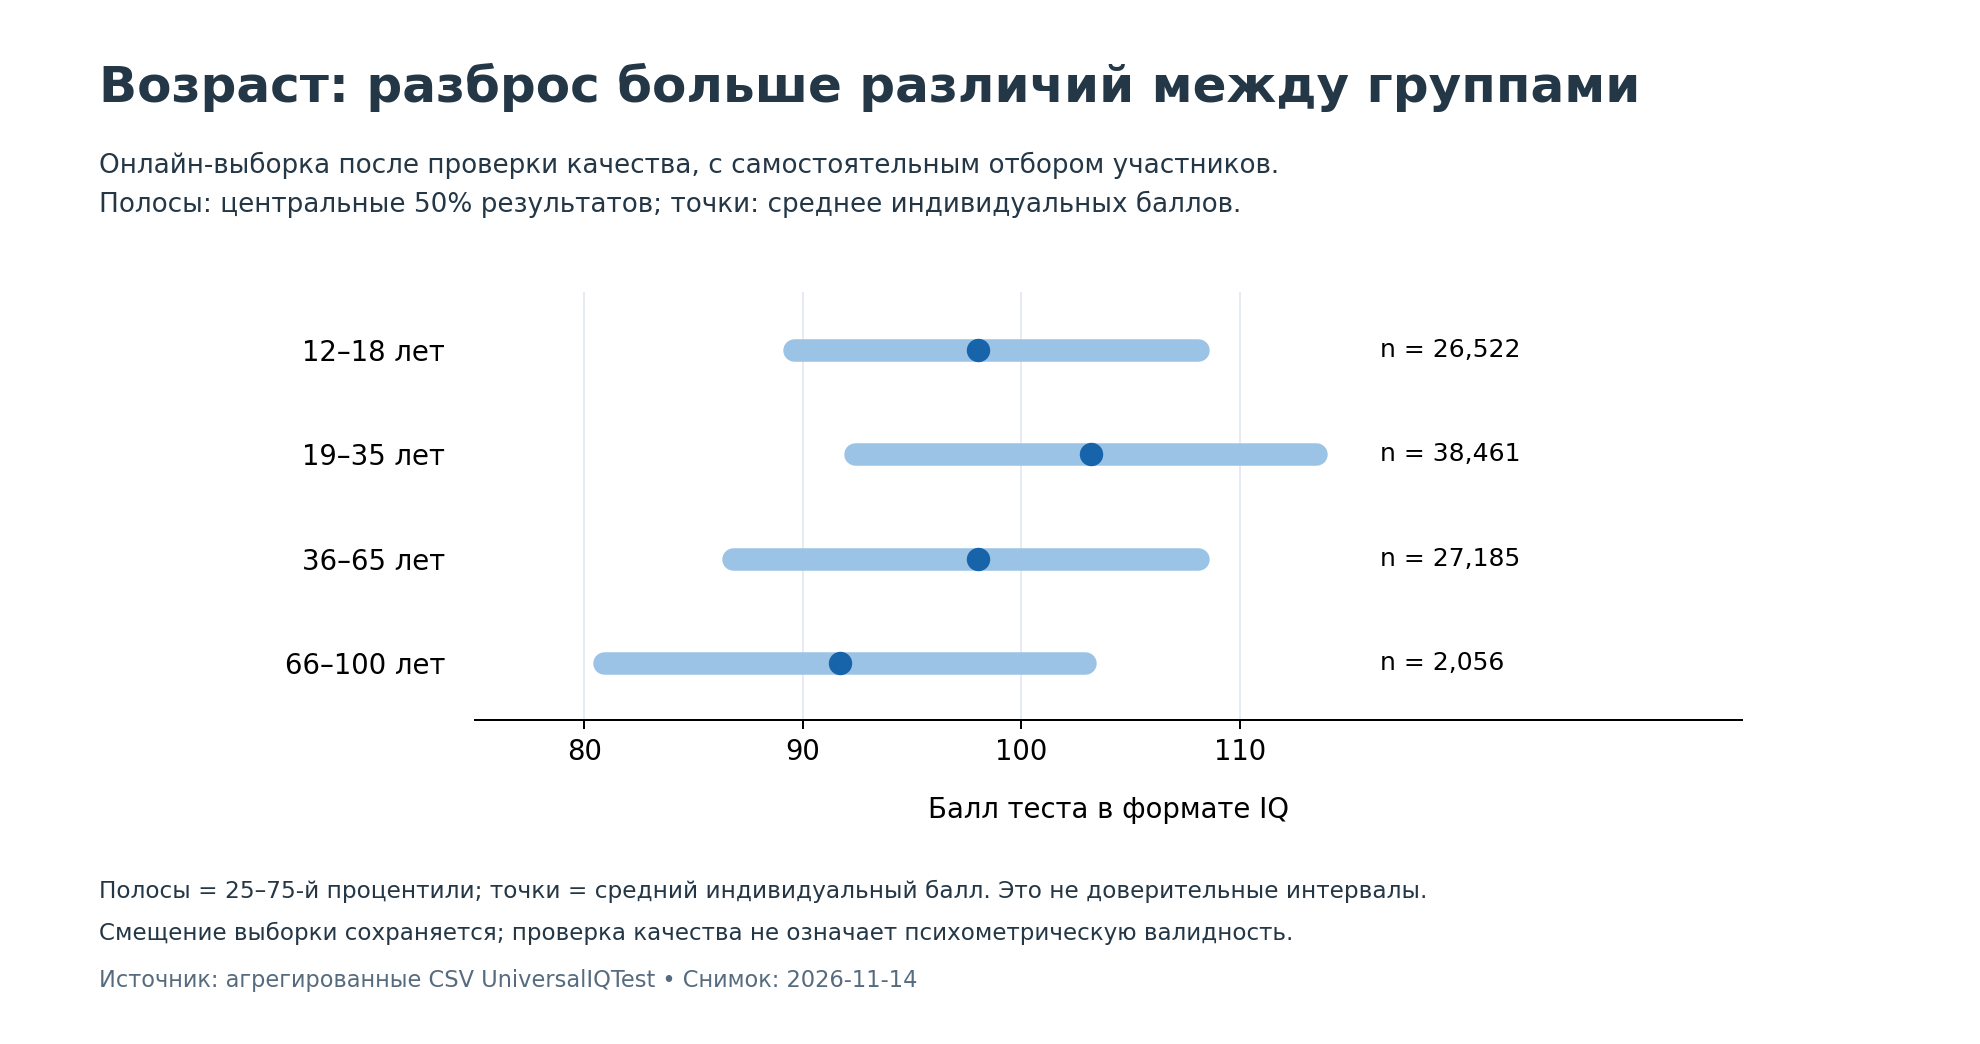 Возраст: разброс больше различий между группами
Онлайн-выборка после проверки качества, с самостоятельным отбором участников.
Полосы: центральные 50% результатов; точки: среднее индивидуальных баллов.
12–18 лет
n = 26,522
19–35 лет
n = 38,461
36–65 лет
n = 27,185
66–100 лет
n = 2,056
80 90 100 110
Балл теста в формате IQ
Полосы = 25–75-й процентили; точки = средний индивидуальный балл. Это не доверительные интервалы.
Смещение выборки сохраняется; проверка качества не означает психометрическую валидность.
Источник: агрегированные CSV UniversalIQTest • Снимок: 2026-11-14